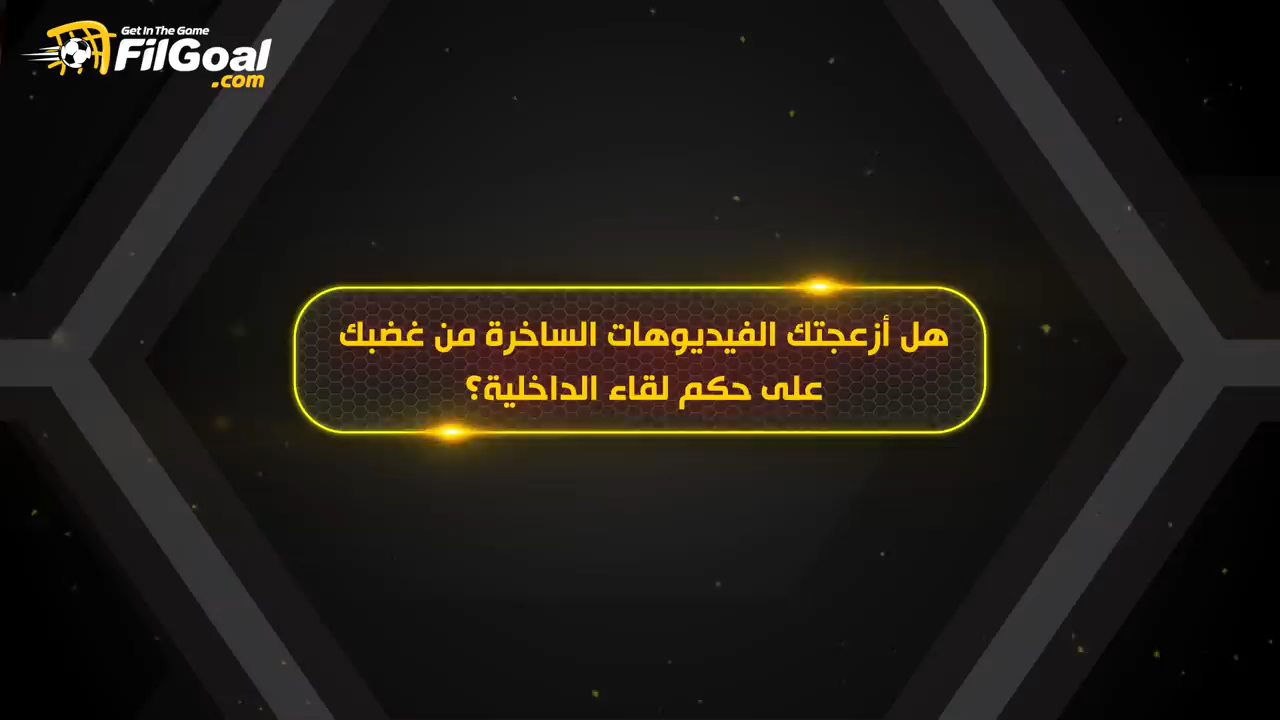 Get In The Game
FilGoal
.com
هل أزعجتك الفيديوهات الساخرة من غضبك
على حكم لقاء الداخلية؟